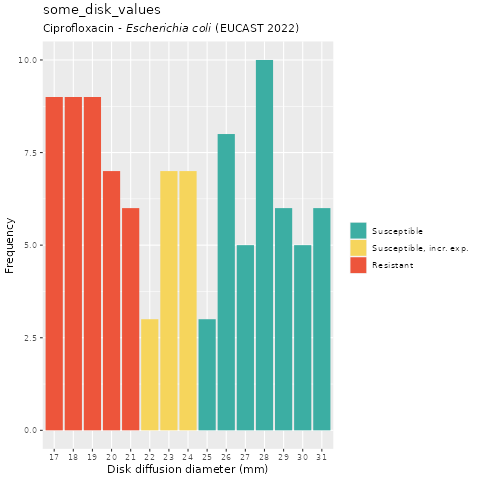 some_disk_values
Ciprofloxacin - Escherichia coli (EUCAST 2022)
Frequency
10.0
7.5
5.0
2.5
0.0
17 18 19 20 21 22 23 24 25 26 27 28 29 30 31
Disk diffusion diameter (mm)
Susceptible
Susceptible, incr. exp.
Resistant